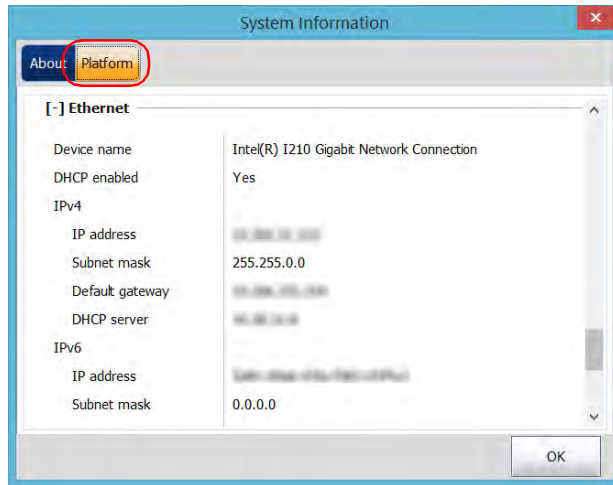 System Information
About Platform
[-] Ethernet
Device name Intel(R) I210 Gigabit Network Connection
DHCP enabled Yes
IPv4
IP address
Subnet mask 255.255.0.0
Default gateway
DHCP server
IPv6
IP address
Subnet mask 0.0.0.0
OK